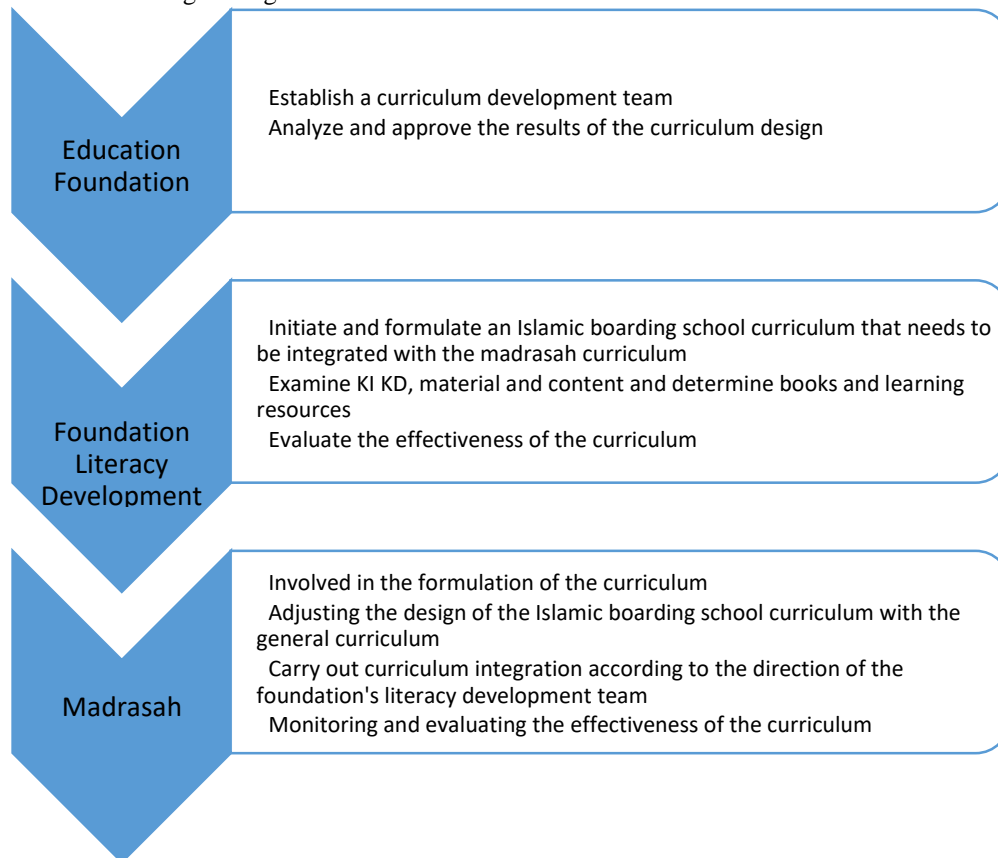 Education
Foundation
Establish a curriculum development team
Analyze and approve the results of the curriculum design
Foundation
Literacy
Development
Initiate and formulate an Islamic boarding school curriculum that needs to
be integrated with the madrasah curriculum
Examine KI KD, material and content and determine books and learning
resources
Evaluate the effectiveness of the curriculum
Madrasah
Involved in the formulation of the curriculum
Adjusting the design of the Islamic boarding school curriculum with the
general curriculum
Carry out curriculum integration according to the direction of the
foundation's literacy development team
Monitoring and evaluating the effectiveness of the curriculum